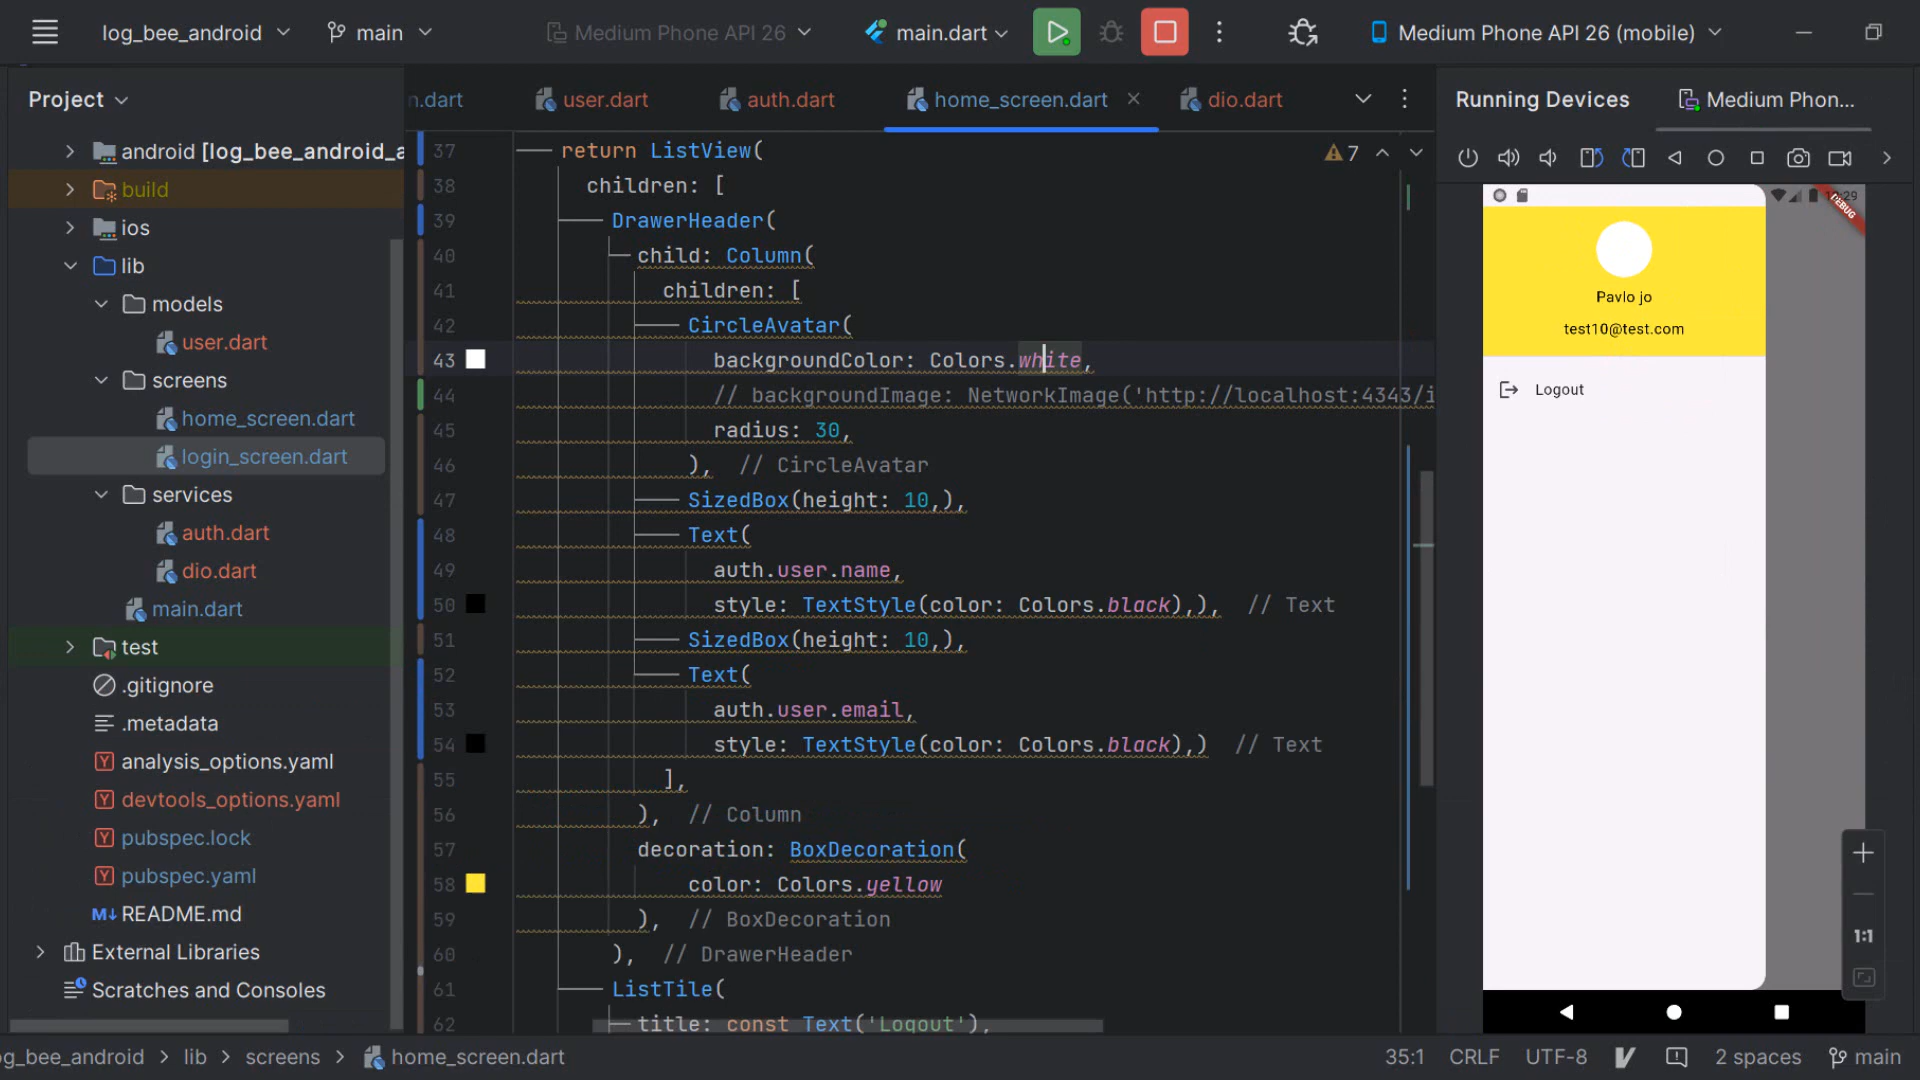 log_bee_android
main
Medium Phone API 26
main.dart
Medium Phone API 26 (mobile)
Project
n.dart
user.dart
auth.dart
home_screen.dart
dio.dart
Running Devices
Medium Phon...
android [log_bee_android_a
build
ios
lib
models
user.dart
screens
home_screen.dart
login_screen.dart
services
auth.dart
dio.dart
main.dart
test
.gitignore
.metadata
analysis_options.yaml
devtools_options.yaml
pubspec.lock
pubspec.yaml
M↓ README.md
External Libraries
Scratches and Consoles
7
37 return ListView(
38 children: [
39 DrawerHeader(
40 child: Column(
41 children: [
42 CircleAvatar(
43 backgroundColor: Colors.white,
44 // backgroundImage: NetworkImage('http://localhost:4343/i
45 radius: 30,
46 ), // CircleAvatar
47 SizedBox(height: 10,),
48 Text(
49 auth.user.name,
50 style: TextStyle(color: Colors.black),), // Text
51 SizedBox(height: 10,),
52 Text(
53 auth.user.email,
54 style: TextStyle(color: Colors.black),) // Text
55 ],
56 ), // Column
57 decoration: BoxDecoration(
58 color: Colors.yellow
59 ), // BoxDecoration
60 ), // DrawerHeader
61 ListTile(
62 title: const Text('Logout'),
DEBUG
Pavlo jo
test10@test.com
Logout
1:1
g_bee_android > lib > screens > home_screen.dart
35:1
CRLF
UTF-8
2 spaces
main